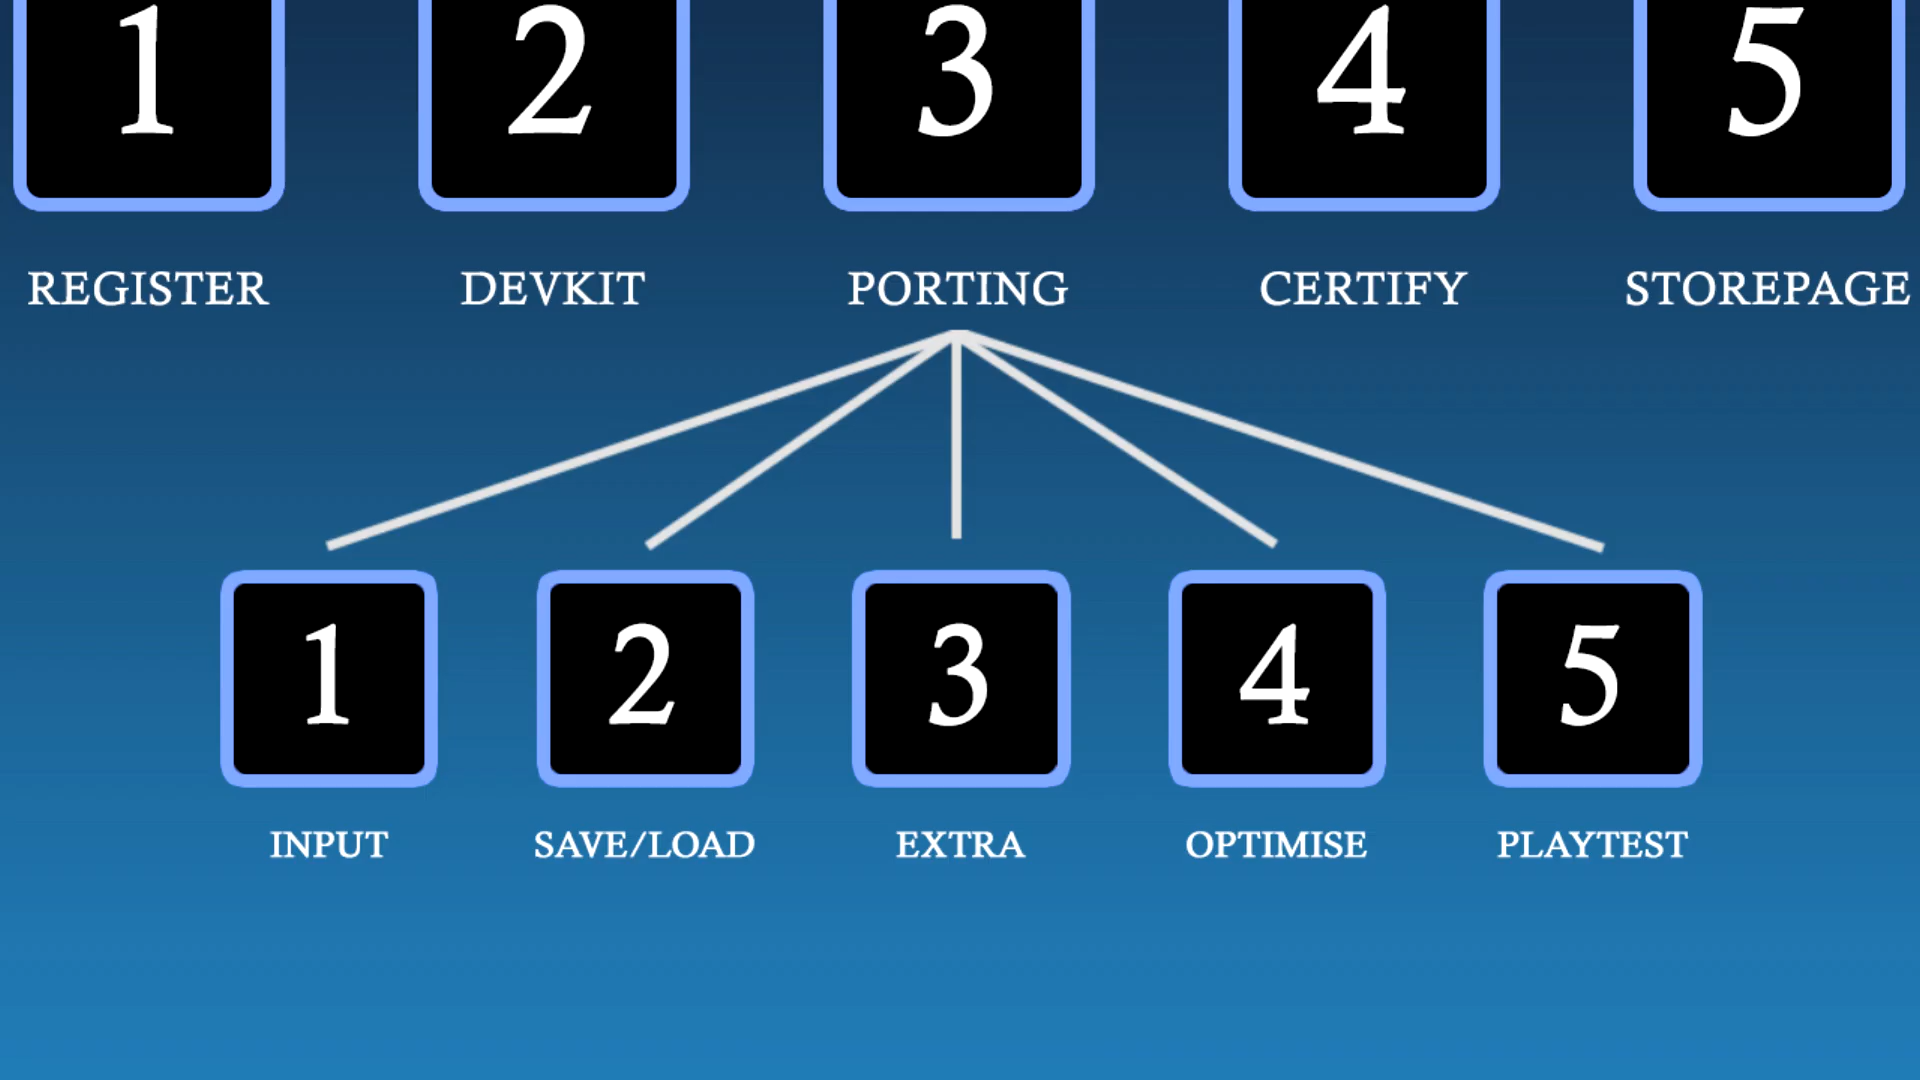 1 2 3 4 5
REGISTER DEVKIT PORTING CERTIFY STOREPAGE
1 2 3 4 5
INPUT SAVE/LOAD EXTRA OPTIMISE PLAYTEST